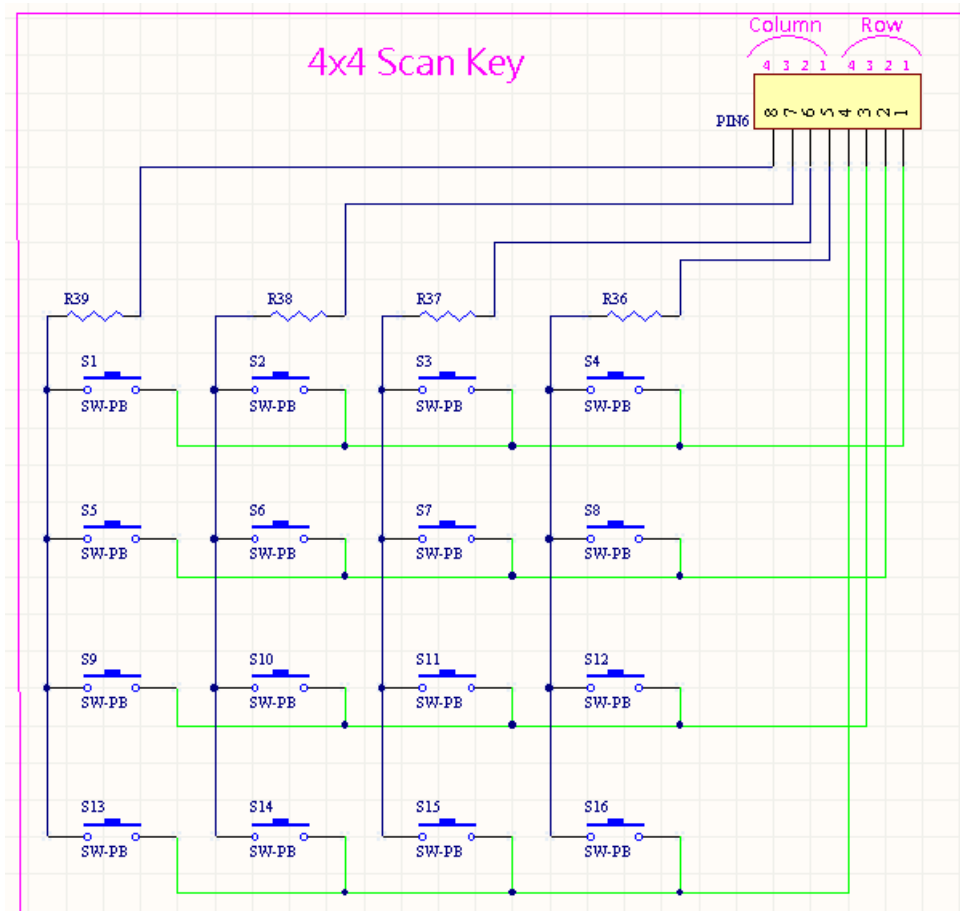 Column Row
4x4 Scan Key
4 3 2 1 4 3 2 1
8 7 6 5 4 3 2 1
PIN6
R39 R38 R37 R36
S1 S2 S3 S4
SW-PB SW-PB SW-PB SW-PB
S5 S6 S7 S8
SW-PB SW-PB SW-PB SW-PB
S9 S10 S11 S12
SW-PB SW-PB SW-PB SW-PB
S13 S14 S15 S16
SW-PB SW-PB SW-PB SW-PB